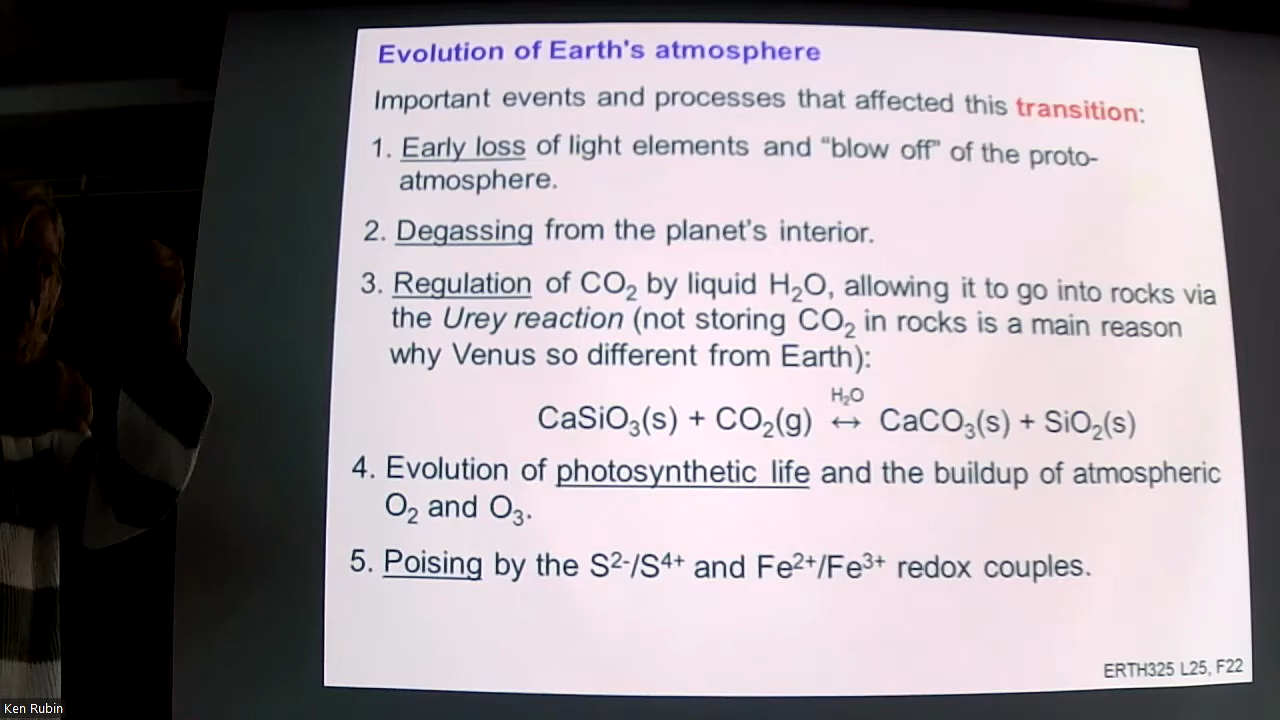 Evolution of Earth's atmosphere
Important events and processes that affected this transition:
1. Early loss of light elements and “blow off” of the proto-
atmosphere.
2. Degassing from the planet’s interior.
3. Regulation of CO₂ by liquid H₂O, allowing it to go into rocks via
the Urey reaction (not storing CO₂ in rocks is a main reason
why Venus so different from Earth):
H₂O
CaSiO₃(s) + CO₂(g) ↔ CaCO₃(s) + SiO₂(s)
4. Evolution of photosynthetic life and the buildup of atmospheric
O₂ and O₃.
5. Poising by the S²⁻/S⁴⁺ and Fe²⁺/Fe³⁺ redox couples.
ERTH325 L25, F22
Ken Rubin